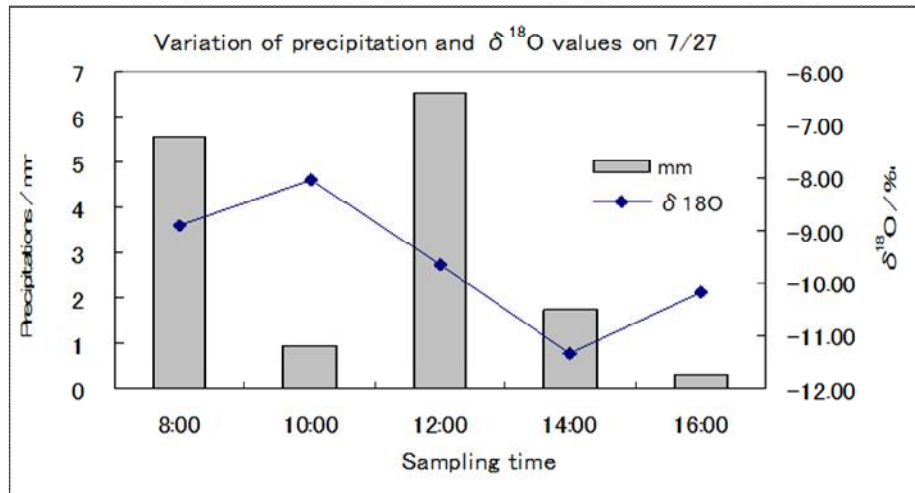 Variation of precipitation and δ¹⁸O values on 7/27
7
6
5
4
3
2
1
0
Precipitations / mm
-6.00
-7.00
-8.00
-9.00
-10.00
-11.00
-12.00
δ¹⁸O / ‰
mm
δ 18O
8:00 10:00 12:00 14:00 16:00
Sampling time